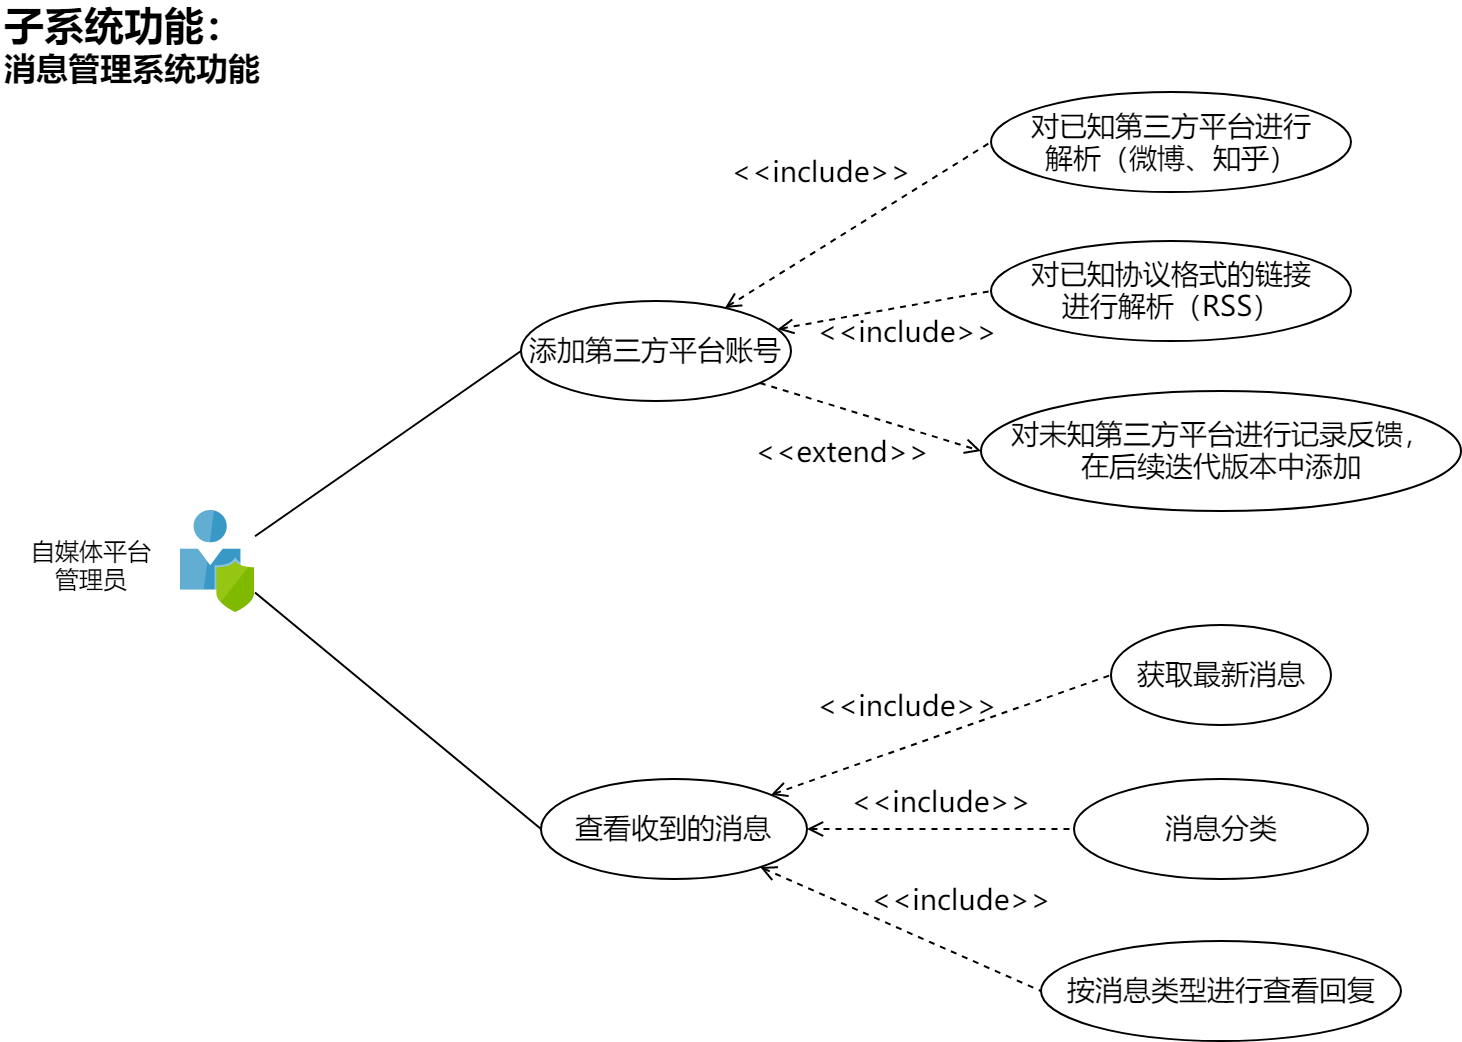 子系统功能：
消息管理系统功能
对已知第三方平台进行
解析（微博、知乎）
<<include>>
对已知协议格式的链接
进行解析（RSS）
<<include>>
添加第三方平台账号
对未知第三方平台进行记录反馈，
在后续迭代版本中添加
<<extend>>
自媒体平台
管理员
获取最新消息
<<include>>
<<include>>
查看收到的消息
消息分类
<<include>>
按消息类型进行查看回复